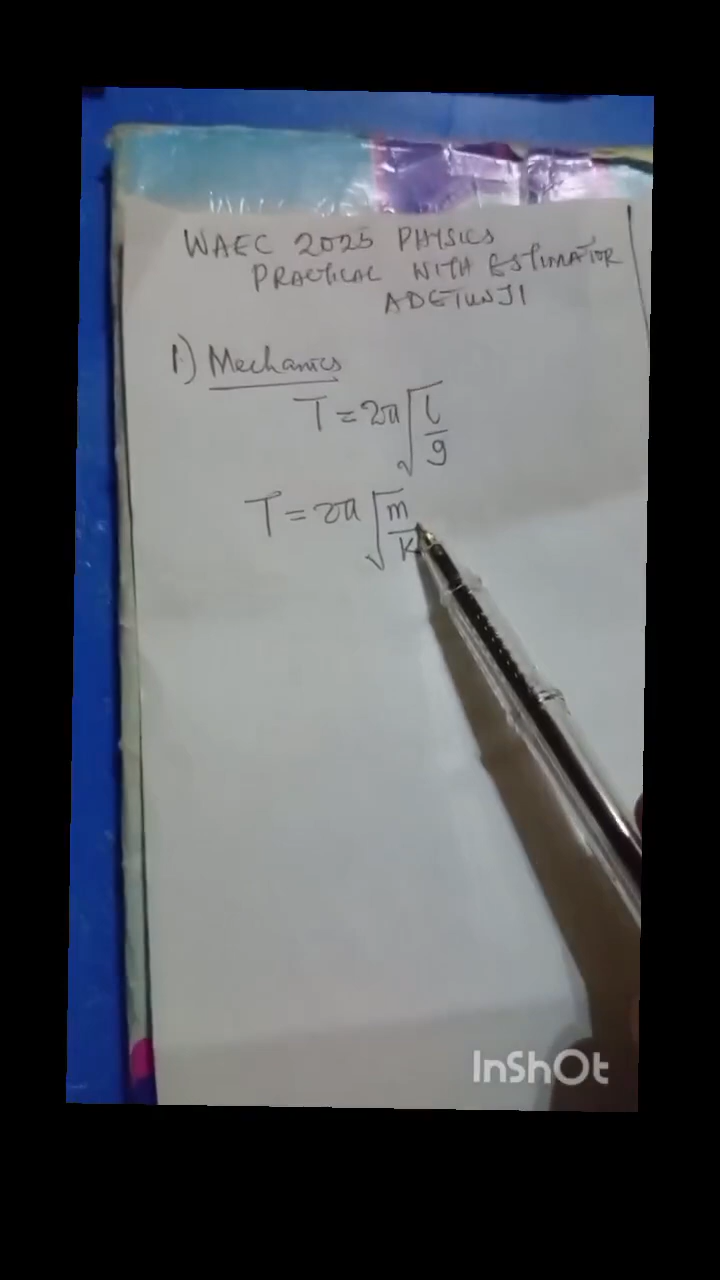 WAEC 2025 PHYSICS
PRACTICAL WITH ESTIMATOR
ADETUNJI
1.) Mechanics
T = 2π√(l/g)
T = 2π√(m/k)
InShOt